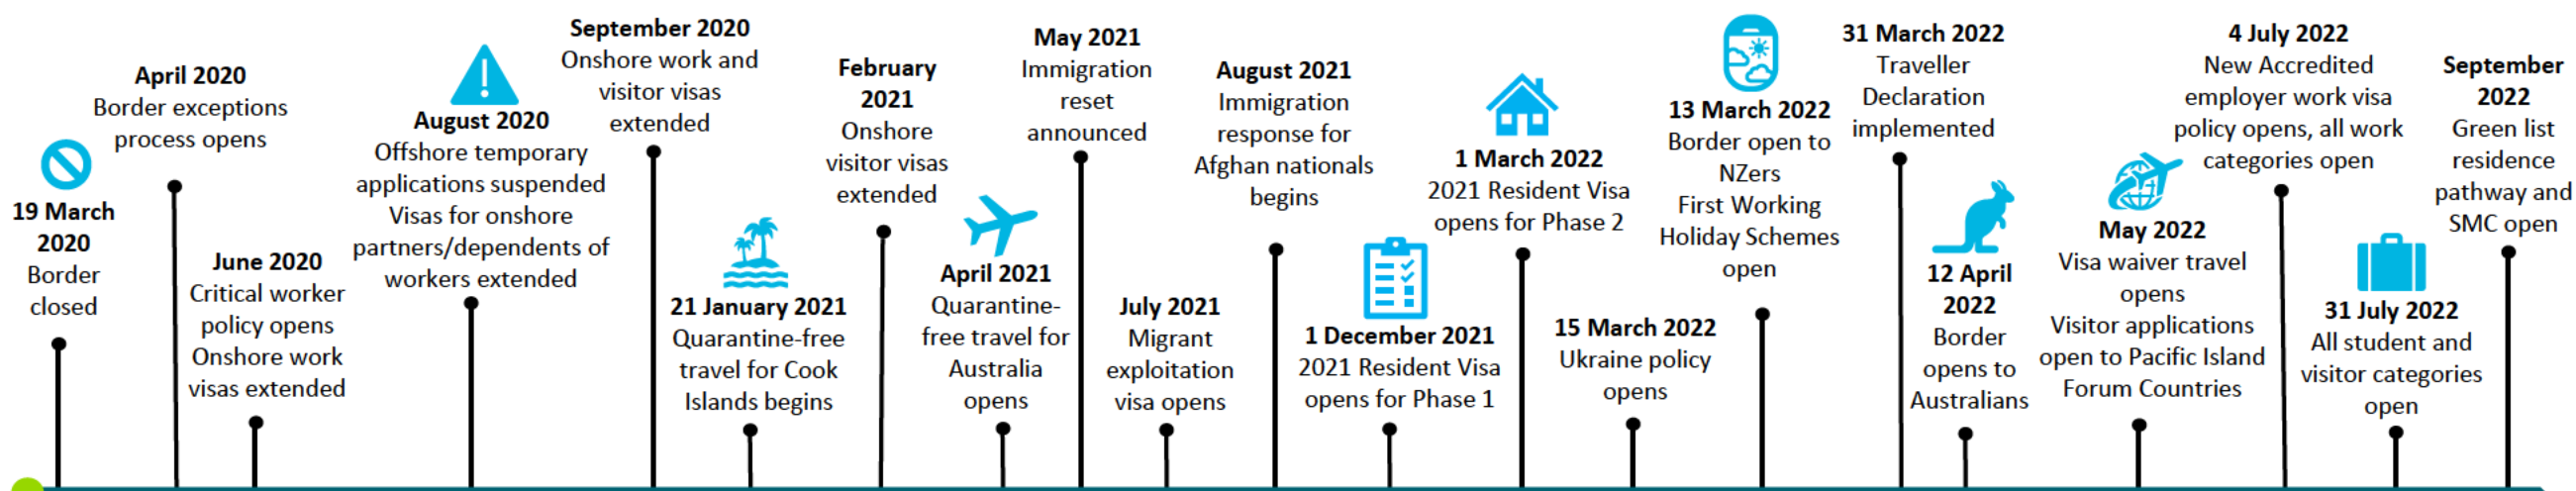 19 March
2020
Border
closed
April 2020
Border exceptions
process opens
June 2020
Critical worker
policy opens
Onshore work
visas extended
August 2020
Offshore temporary
applications suspended
Visas for onshore
partners/dependents of
workers extended
September 2020
Onshore work and
visitor visas
extended
21 January 2021
Quarantine-free
travel for Cook
Islands begins
February
2021
Onshore
visitor visas
extended
April 2021
Quarantine-
free travel for
Australia
opens
May 2021
Immigration
reset
announced
July 2021
Migrant
exploitation
visa opens
August 2021
Immigration
response for
Afghan nationals
begins
1 December 2021
2021 Resident Visa
opens for Phase 1
1 March 2022
2021 Resident Visa
opens for Phase 2
15 March 2022
Ukraine policy
opens
13 March 2022
Border open to
NZers
First Working
Holiday Schemes
open
31 March 2022
Traveller
Declaration
implemented
12 April
2022
Border
opens to
Australians
May 2022
Visa waiver travel
opens
Visitor applications
open to Pacific Island
Forum Countries
4 July 2022
New Accredited
employer work visa
policy opens, all work
categories open
31 July 2022
All student and
visitor categories
open
September
2022
Green list
residence
pathway and
SMC open